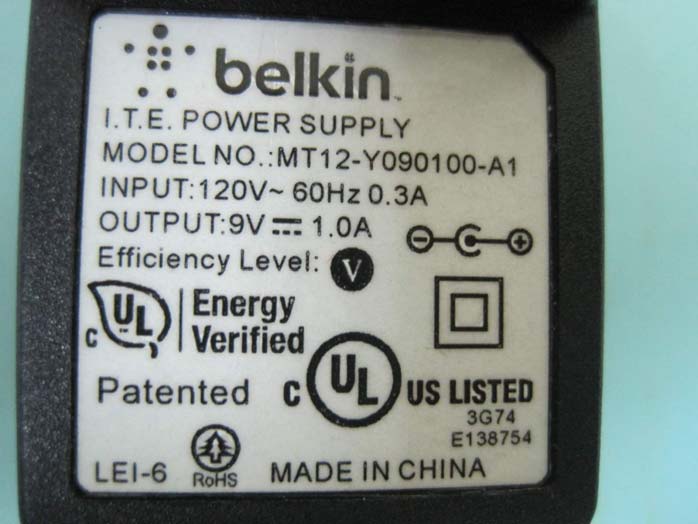 belkin™
I.T.E. POWER SUPPLY
MODEL NO.:MT12-Y090100-A1
INPUT:120V~ 60Hz 0.3A
OUTPUT:9V⎓1.0A
Efficiency Level: V
c UL Energy
Verified
Patented c UL US LISTED
3G74
E138754
LEI-6 RoHS MADE IN CHINA